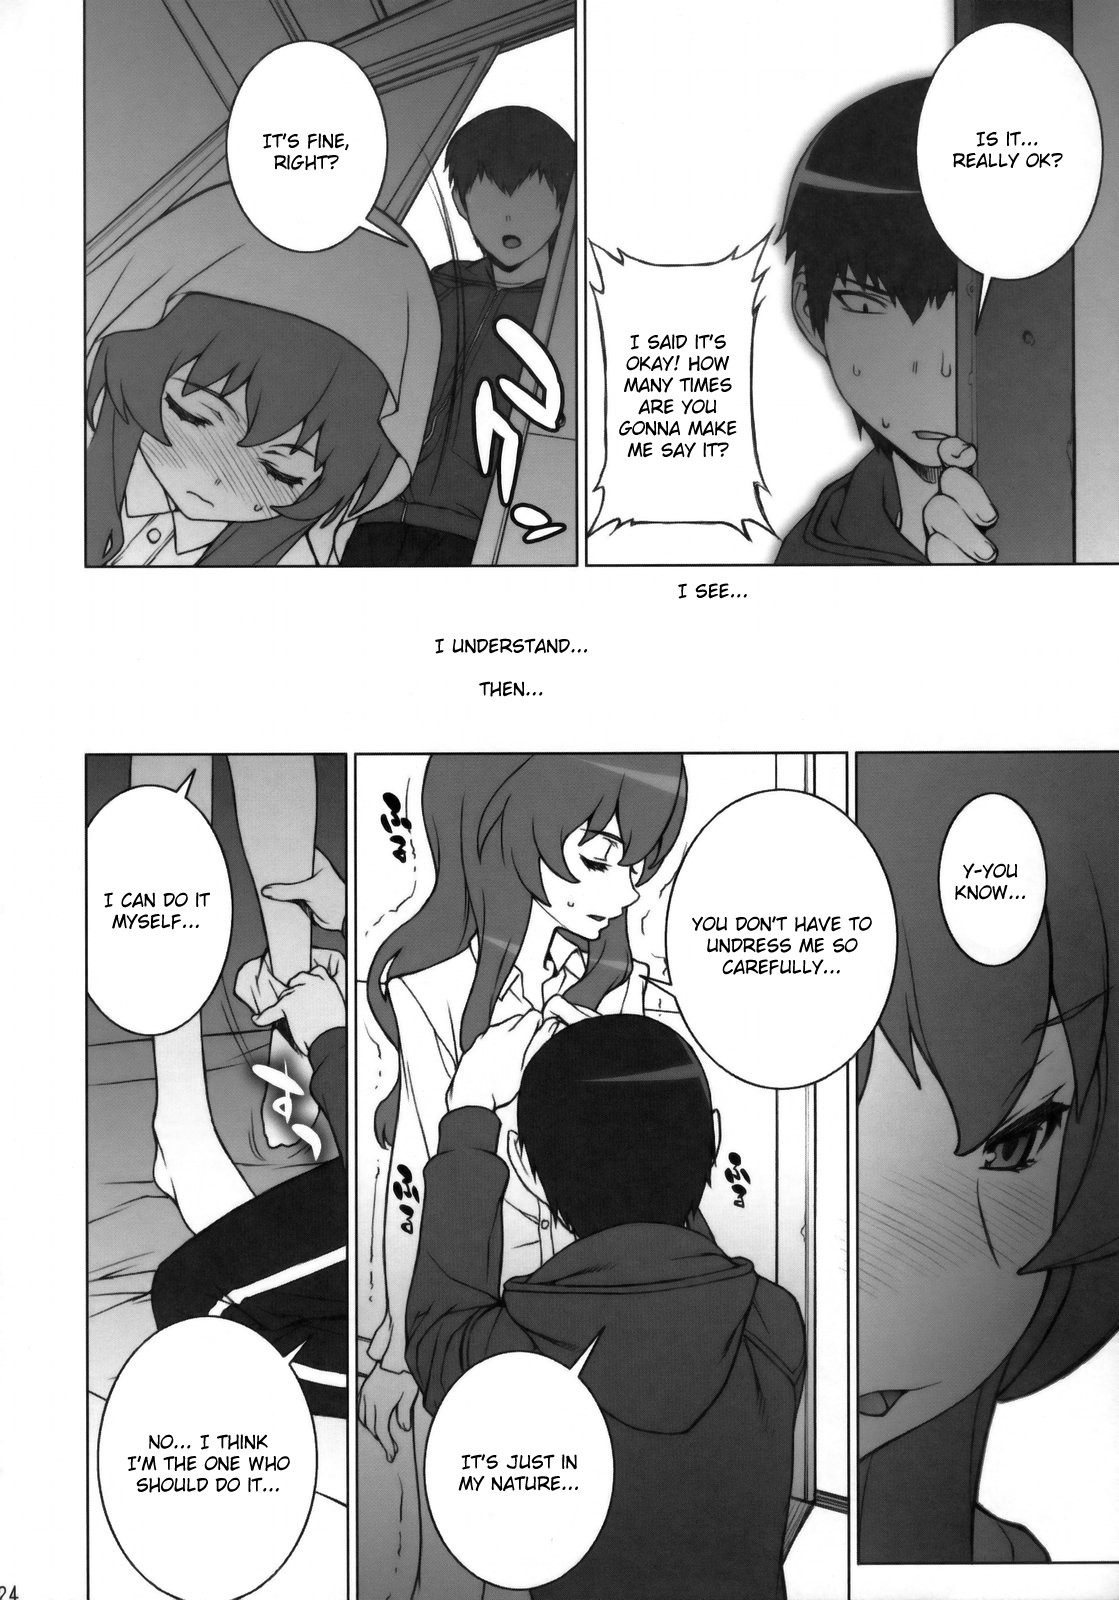 IS IT...
REALLY OK?
I SAID IT'S
OKAY! HOW
MANY TIMES
ARE YOU
GONNA MAKE
ME SAY IT?
IT'S FINE,
RIGHT?
I SEE...
I UNDERSTAND...
THEN...
Y-YOU
KNOW...
YOU DON'T HAVE TO
UNDRESS ME SO
CAREFULLY...
IT'S JUST IN
MY NATURE...
I CAN DO IT
MYSELF...
NO... I THINK
I'M THE ONE WHO
SHOULD DO IT...
24